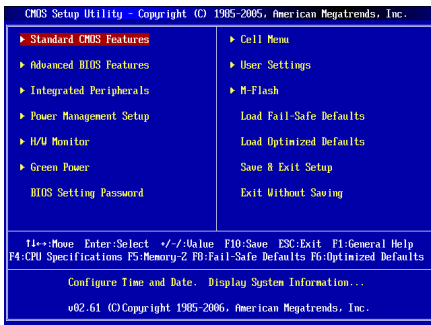 CMOS Setup Utility - Copyright (C) 1985-2005, American Megatrends, Inc.
▶ Standard CMOS Features
▶ Advanced BIOS Features
▶ Integrated Peripherals
▶ Power Management Setup
▶ H/W Monitor
▶ Green Power
BIOS Setting Password
▶ Cell Menu
▶ User Settings
▶ M-Flash
Load Fail-Safe Defaults
Load Optimized Defaults
Save & Exit Setup
Exit Without Saving
↑↓←→:Move Enter:Select +/-/:Value F10:Save ESC:Exit F1:General Help
F4:CPU Specifications F5:Memory-Z F8:Fail-Safe Defaults F6:Optimized Defaults
Configure Time and Date. Display System Information...
v02.61 (C)Copyright 1985-2006, American Megatrends, Inc.